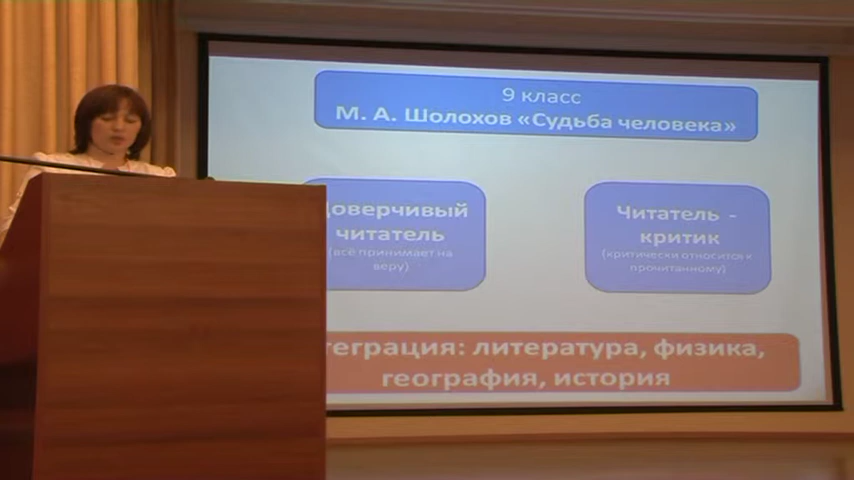 9 класс
М. А. Шолохов «Судьба человека»
Доверчивый
читатель
(всё принимает на
веру)
Читатель -
критик
(критически относится к
прочитанному)
теграция: литература, физика,
география, история